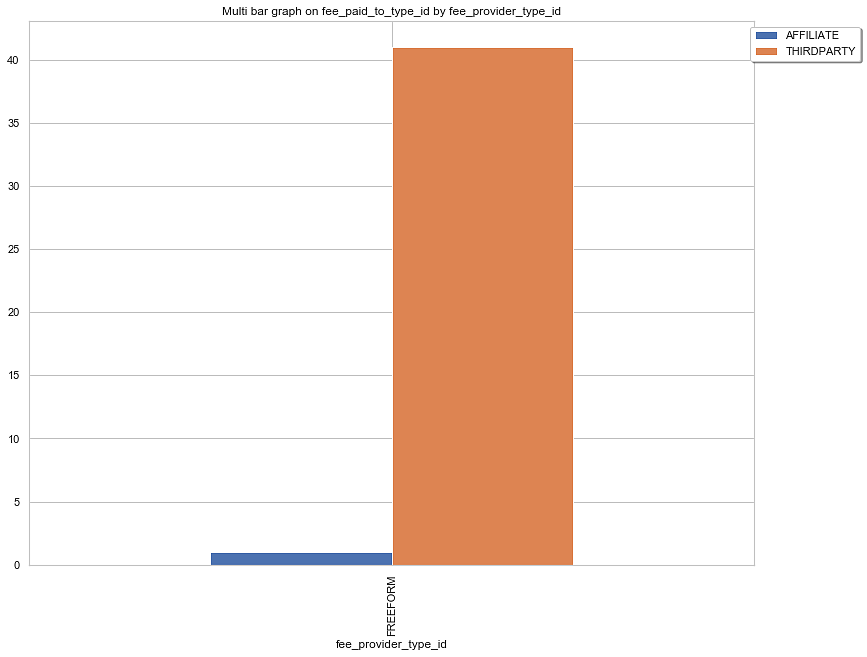 Multi bar graph on fee_paid_to_type_id by fee_provider_type_id
AFFILIATE
THIRDPARTY
40
35
30
25
20
15
10
5
0
FREEFORM
fee_provider_type_id